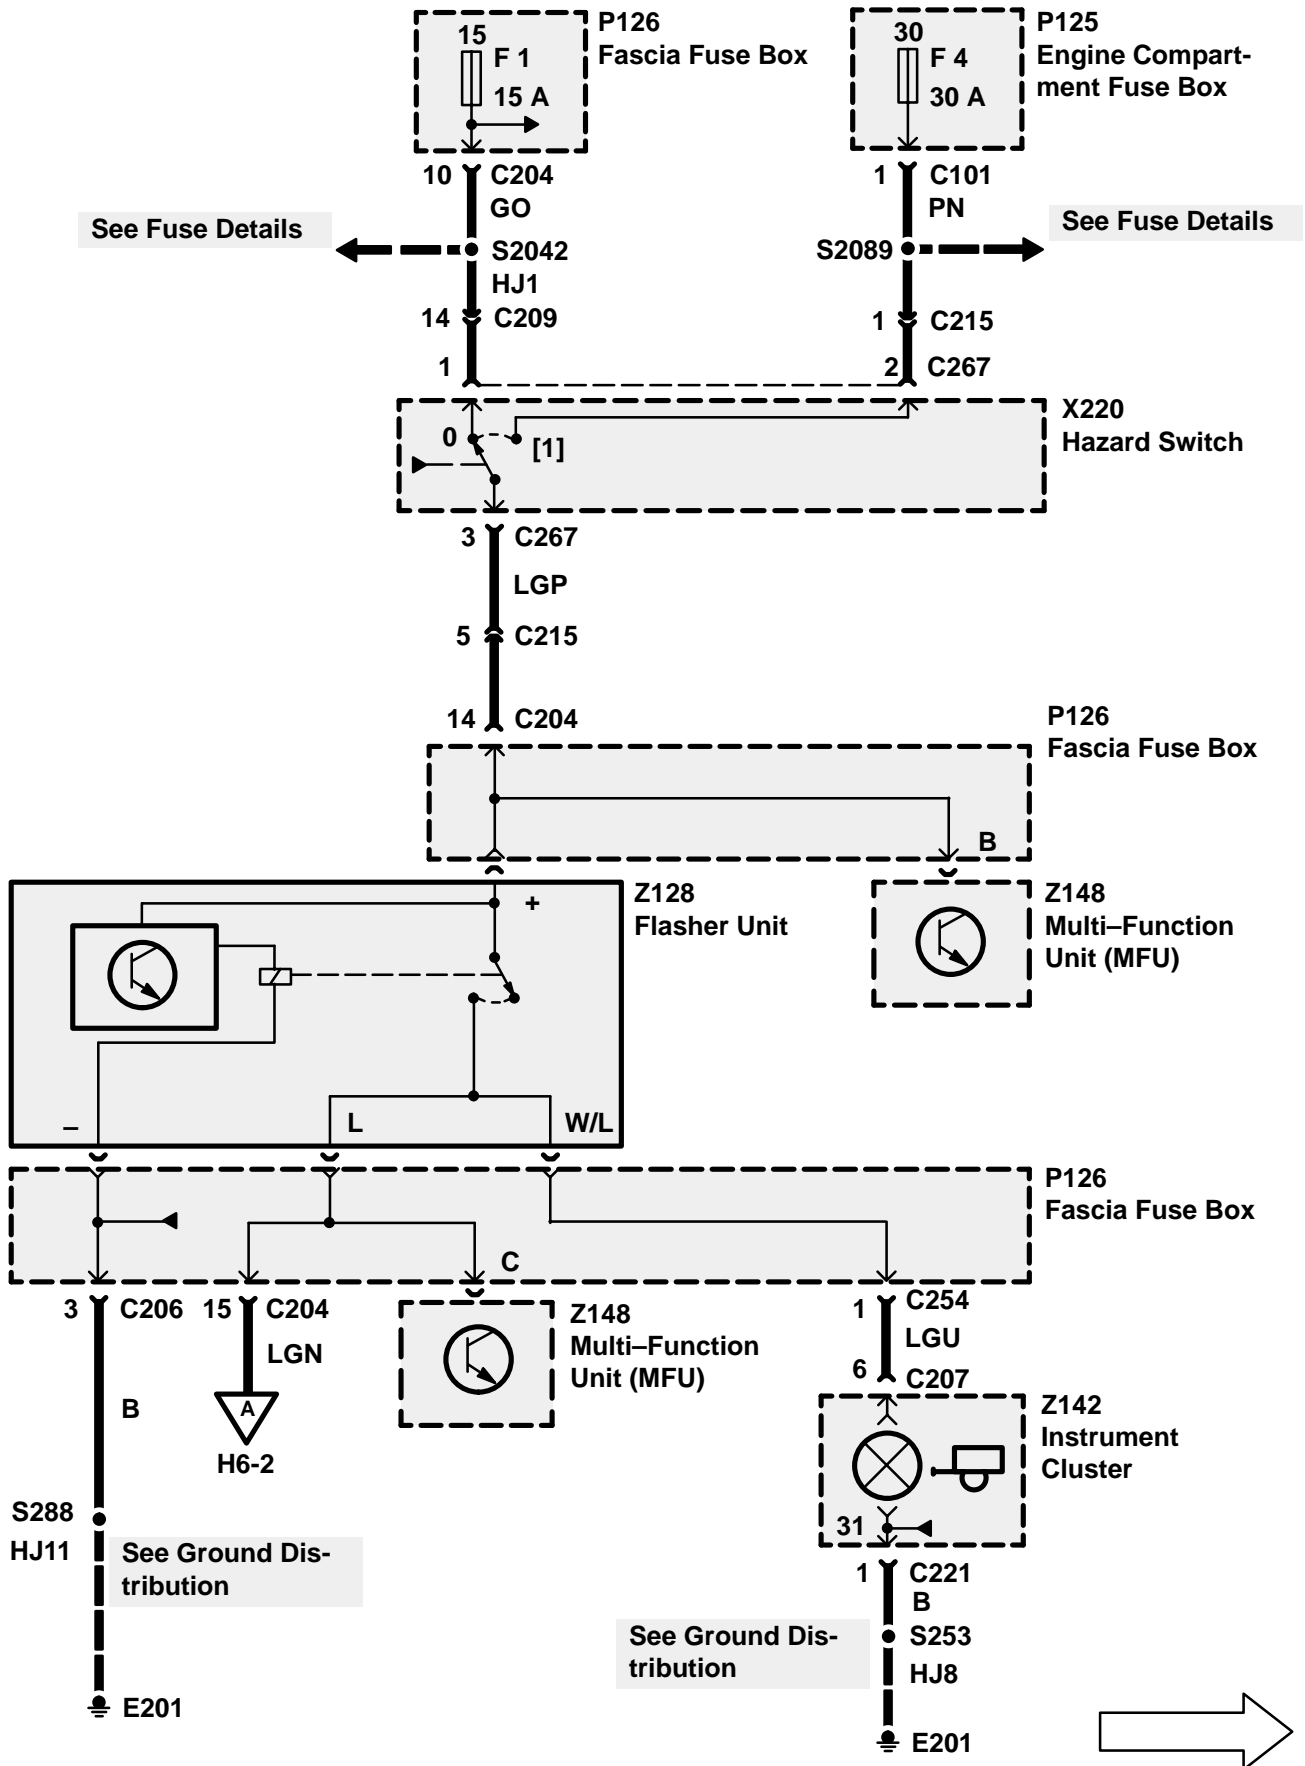 15
F 1
15 A
P126
Fascia Fuse Box
30
F 4
30 A
P125
Engine Compart-
ment Fuse Box
10
C204
GO
1
C101
PN
See Fuse Details
S2042
HJ1
S2089
See Fuse Details
14
C209
1
C215
1
2
C267
0
[1]
X220
Hazard Switch
3
C267
LGP
5
C215
14
C204
P126
Fascia Fuse Box
B
+
Z128
Flasher Unit
Z148
Multi–Function
Unit (MFU)
–
L
W/L
P126
Fascia Fuse Box
C
3
C206
15
C204
LGN
Z148
Multi–Function
Unit (MFU)
1
C254
LGU
6
C207
B
A
H6-2
Z142
Instrument
Cluster
31
S288
HJ11
See Ground Dis-
tribution
1
C221
B
See Ground Dis-
tribution
S253
HJ8
E201
E201